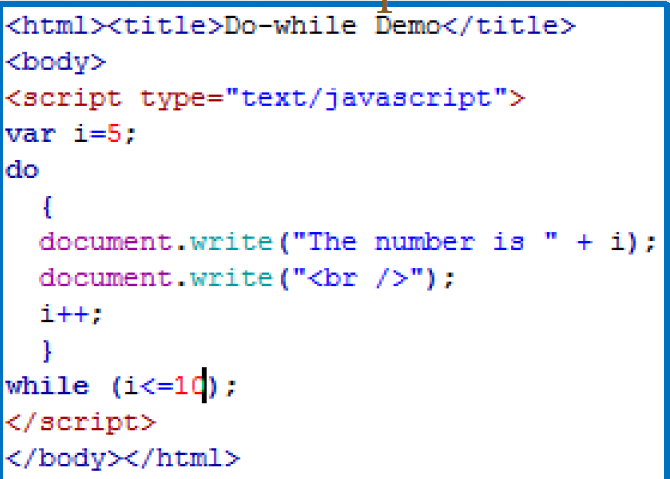 <html><title>Do-while Demo</title>
<body>
<script type="text/javascript">
var i=5;
do
{
document.write("The number is " + i);
document.write("<br />");
i++;
}
while (i<=10);
</script>
</body></html>